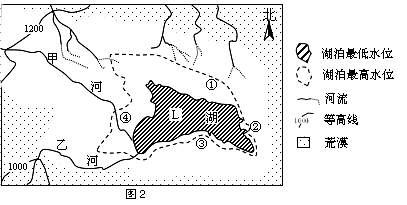 北
1200
甲
河
①
②
③
④
L 湖
乙
河
1000
湖泊最低水位
湖泊最高水位
河流
1000 等高线
荒漠
图2